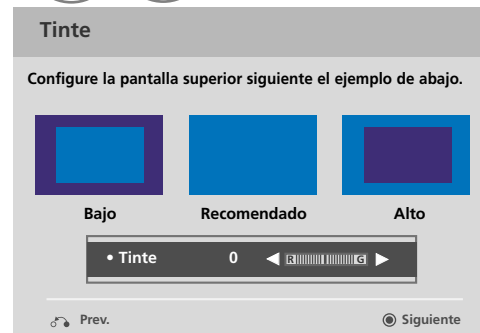 Tinte
Configure la pantalla superior siguiente el ejemplo de abajo.
Bajo Recomendado Alto
• Tinte 0 R G
Prev. Siguiente